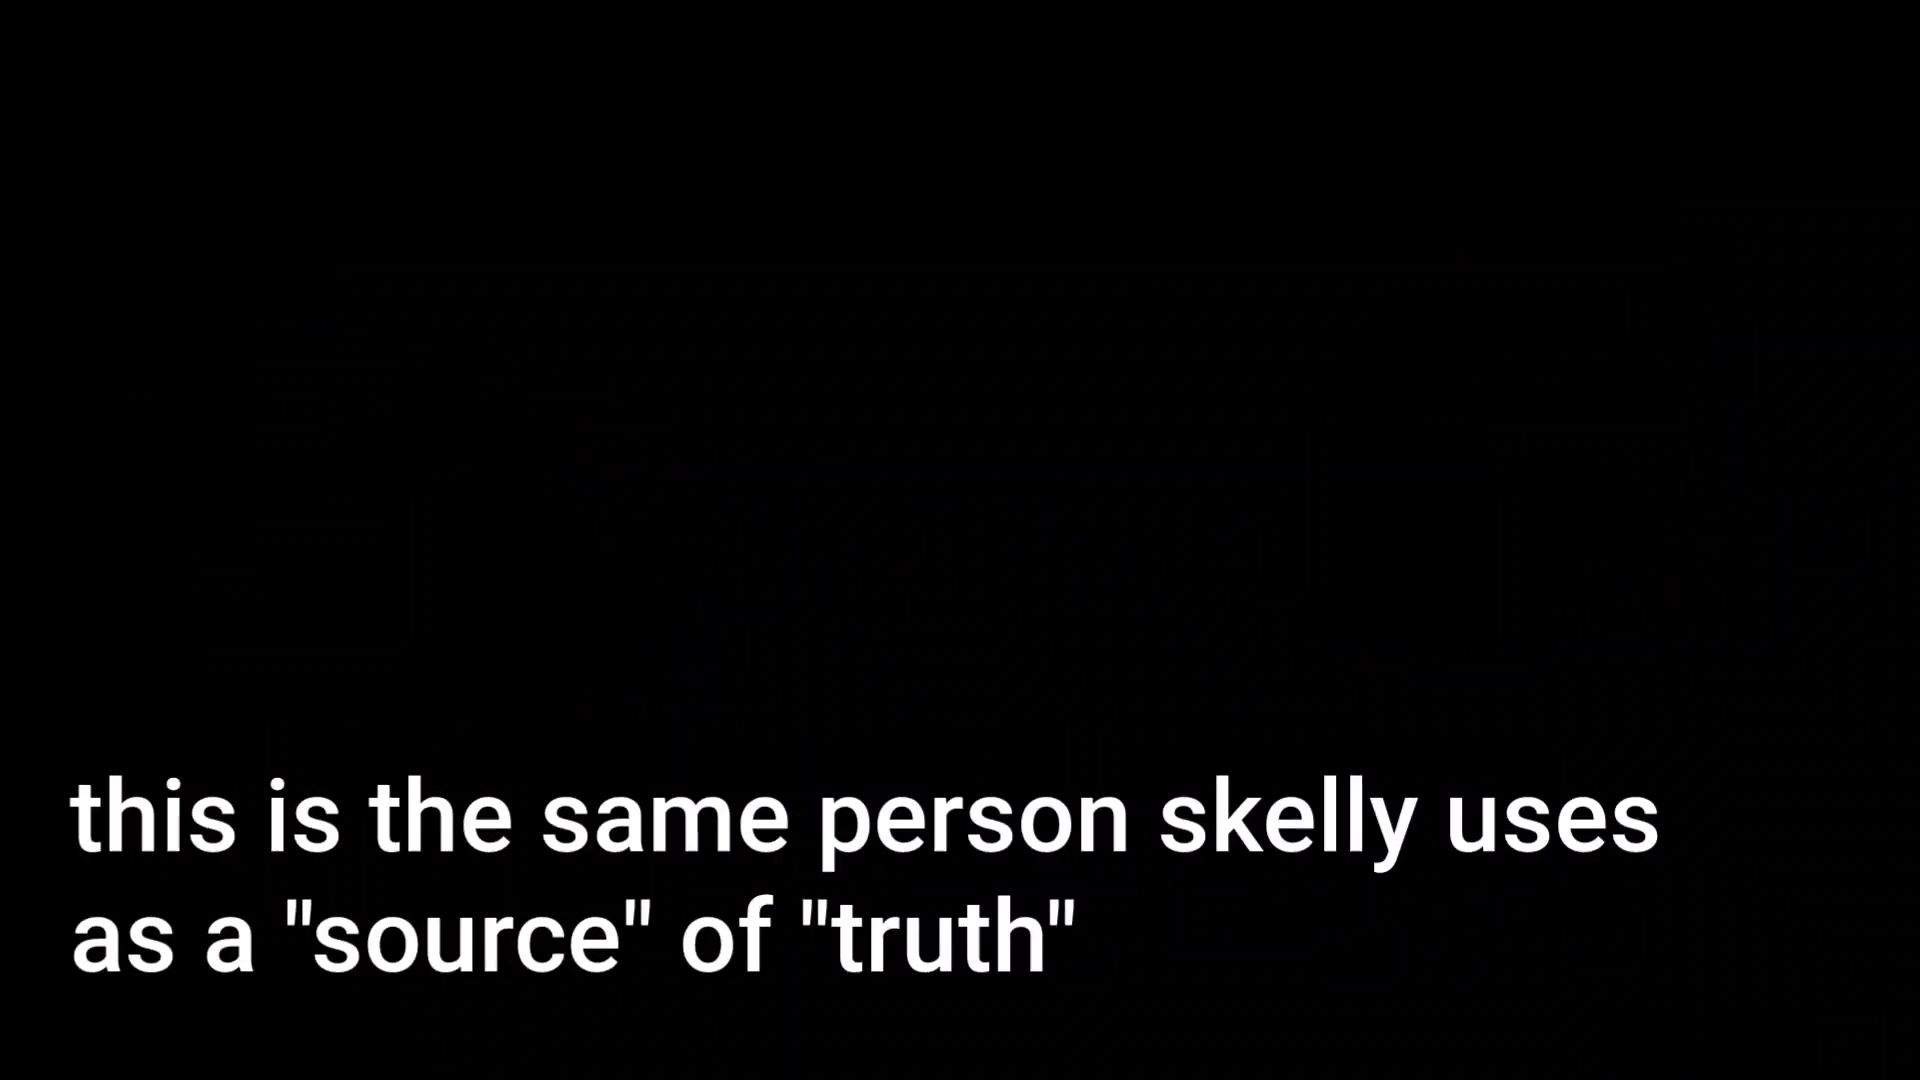 this is the same person skelly uses
as a "source" of "truth"